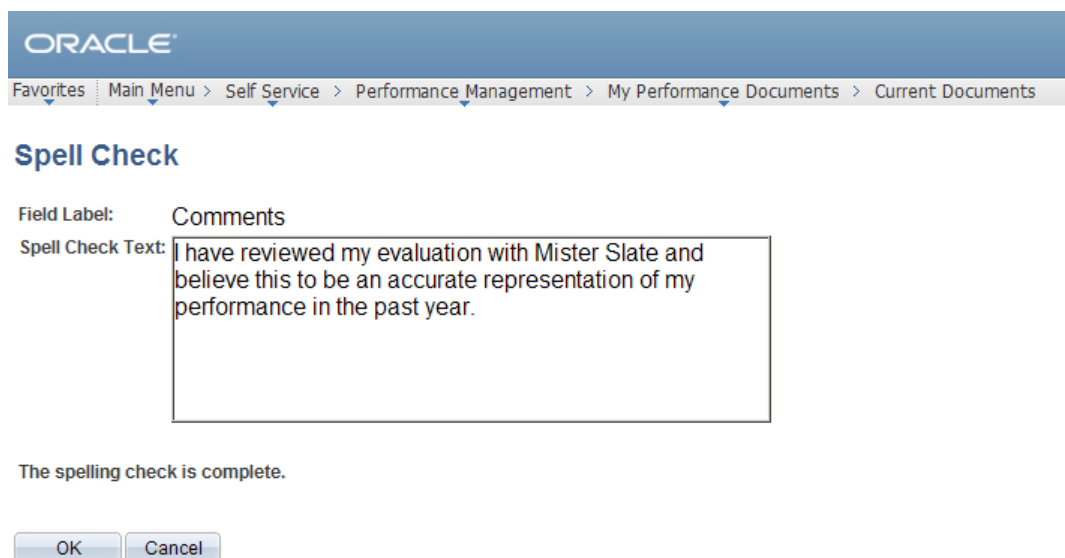 ORACLE
Favorites Main Menu > Self Service > Performance Management > My Performance Documents > Current Documents
Spell Check
Field Label: Comments
Spell Check Text: I have reviewed my evaluation with Mister Slate and
believe this to be an accurate representation of my
performance in the past year.
The spelling check is complete.
OK Cancel